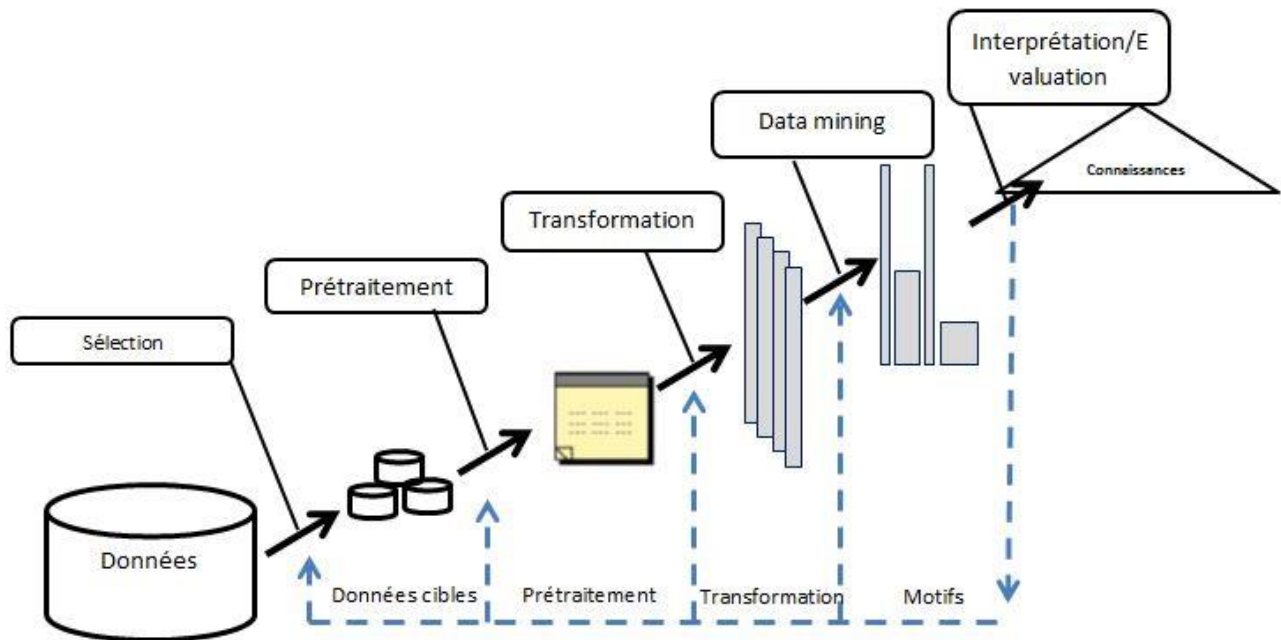 Interprétation/E
valuation
Data mining
Connaissances
Transformation
Prétraitement
Sélection
Données
Données cibles
Prétraitement
Transformation
Motifs